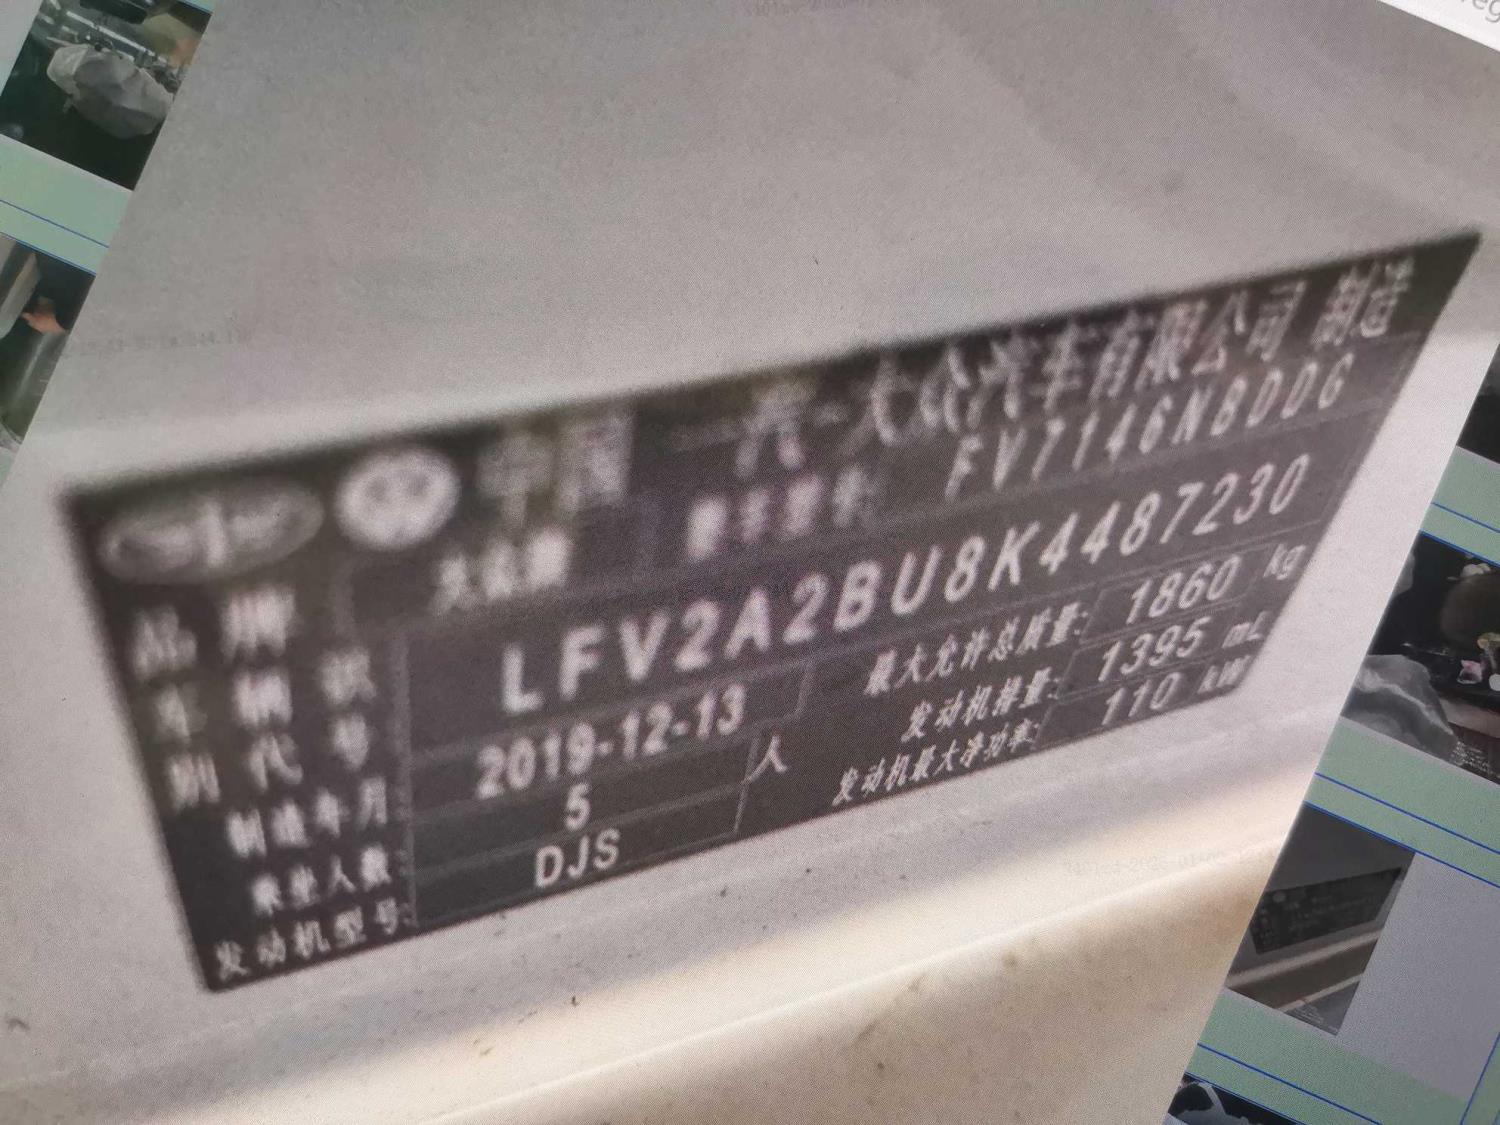 中国 一汽-大众汽车有限公司 制造
品牌 大众牌 整车型号 FV7146N8DDG
车辆识别代号 LFV2A2BU8K4487230
制造年月 2019-12-13 最大允许总质量: 1860 kg
乘坐人数 5 人 发动机排量: 1395 mL
发动机型号: DJS 发动机最大净功率: 110 kW